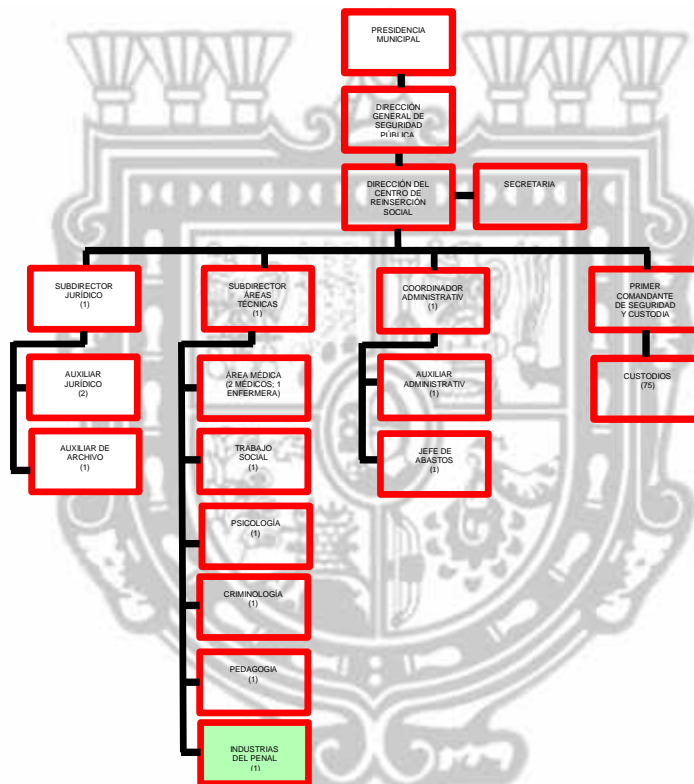 PRESIDENCIA
MUNICIPAL
DIRECCIÓN
GENERAL DE
SEGURIDAD
PÚBLICA
DIRECCIÓN DEL
CENTRO DE
REINSERCIÓN
SOCIAL
SECRETARIA
SUBDIRECTOR
JURÍDICO
(1)
SUBDIRECTOR
ÁREAS
TÉCNICAS
(1)
COORDINADOR
ADMINISTRATIV
(1)
PRIMER
COMANDANTE
DE SEGURIDAD
Y CUSTODIA
AUXILIAR
JURÍDICO
(2)
ÁREA MÉDICA
(2 MÉDICOS; 1
ENFERMERA)
AUXILIAR
ADMINISTRATIV
(1)
CUSTODIOS
(75)
AUXILIAR DE
ARCHIVO
(1)
TRABAJO
SOCIAL
(1)
JEFE DE
ABASTOS
(1)
PSICOLOGÍA
(1)
CRIMINOLOGÍA
(1)
PEDAGOGIA
(1)
INDUSTRIAS
DEL PENAL
(1)